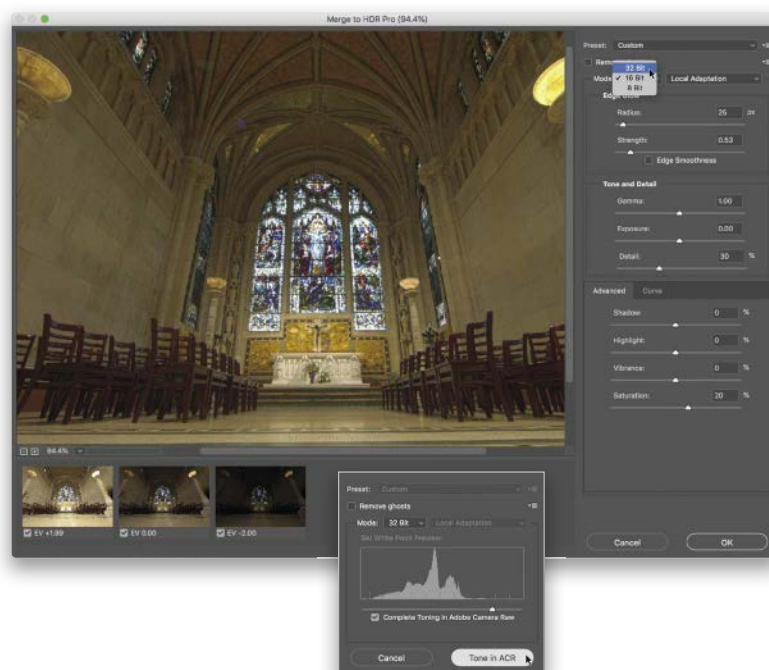 Merge to HDR Pro (94.4%)
Preset: Custom
32 Bit
Mode: ✓ 16 Bit Local Adaptation
8 Bit
Radius: 25 px
Strength: 0.53
Edge Smoothness
Tone and Detail
Gamma: 1.00
Exposure: 0.00
Detail: 30 %
Advanced Curve
Shadow: 0 %
Highlight: 0 %
Vibrance: 0 %
Saturation: 20 %
94.4%
EV +1.99 EV 0.00 EV -2.00
Cancel OK
Preset: Custom
Remove ghosts
Mode: 32 Bit Local Adaptation
Set White Point Preview:
Complete Toning in Adobe Camera Raw
Cancel Tone in ACR